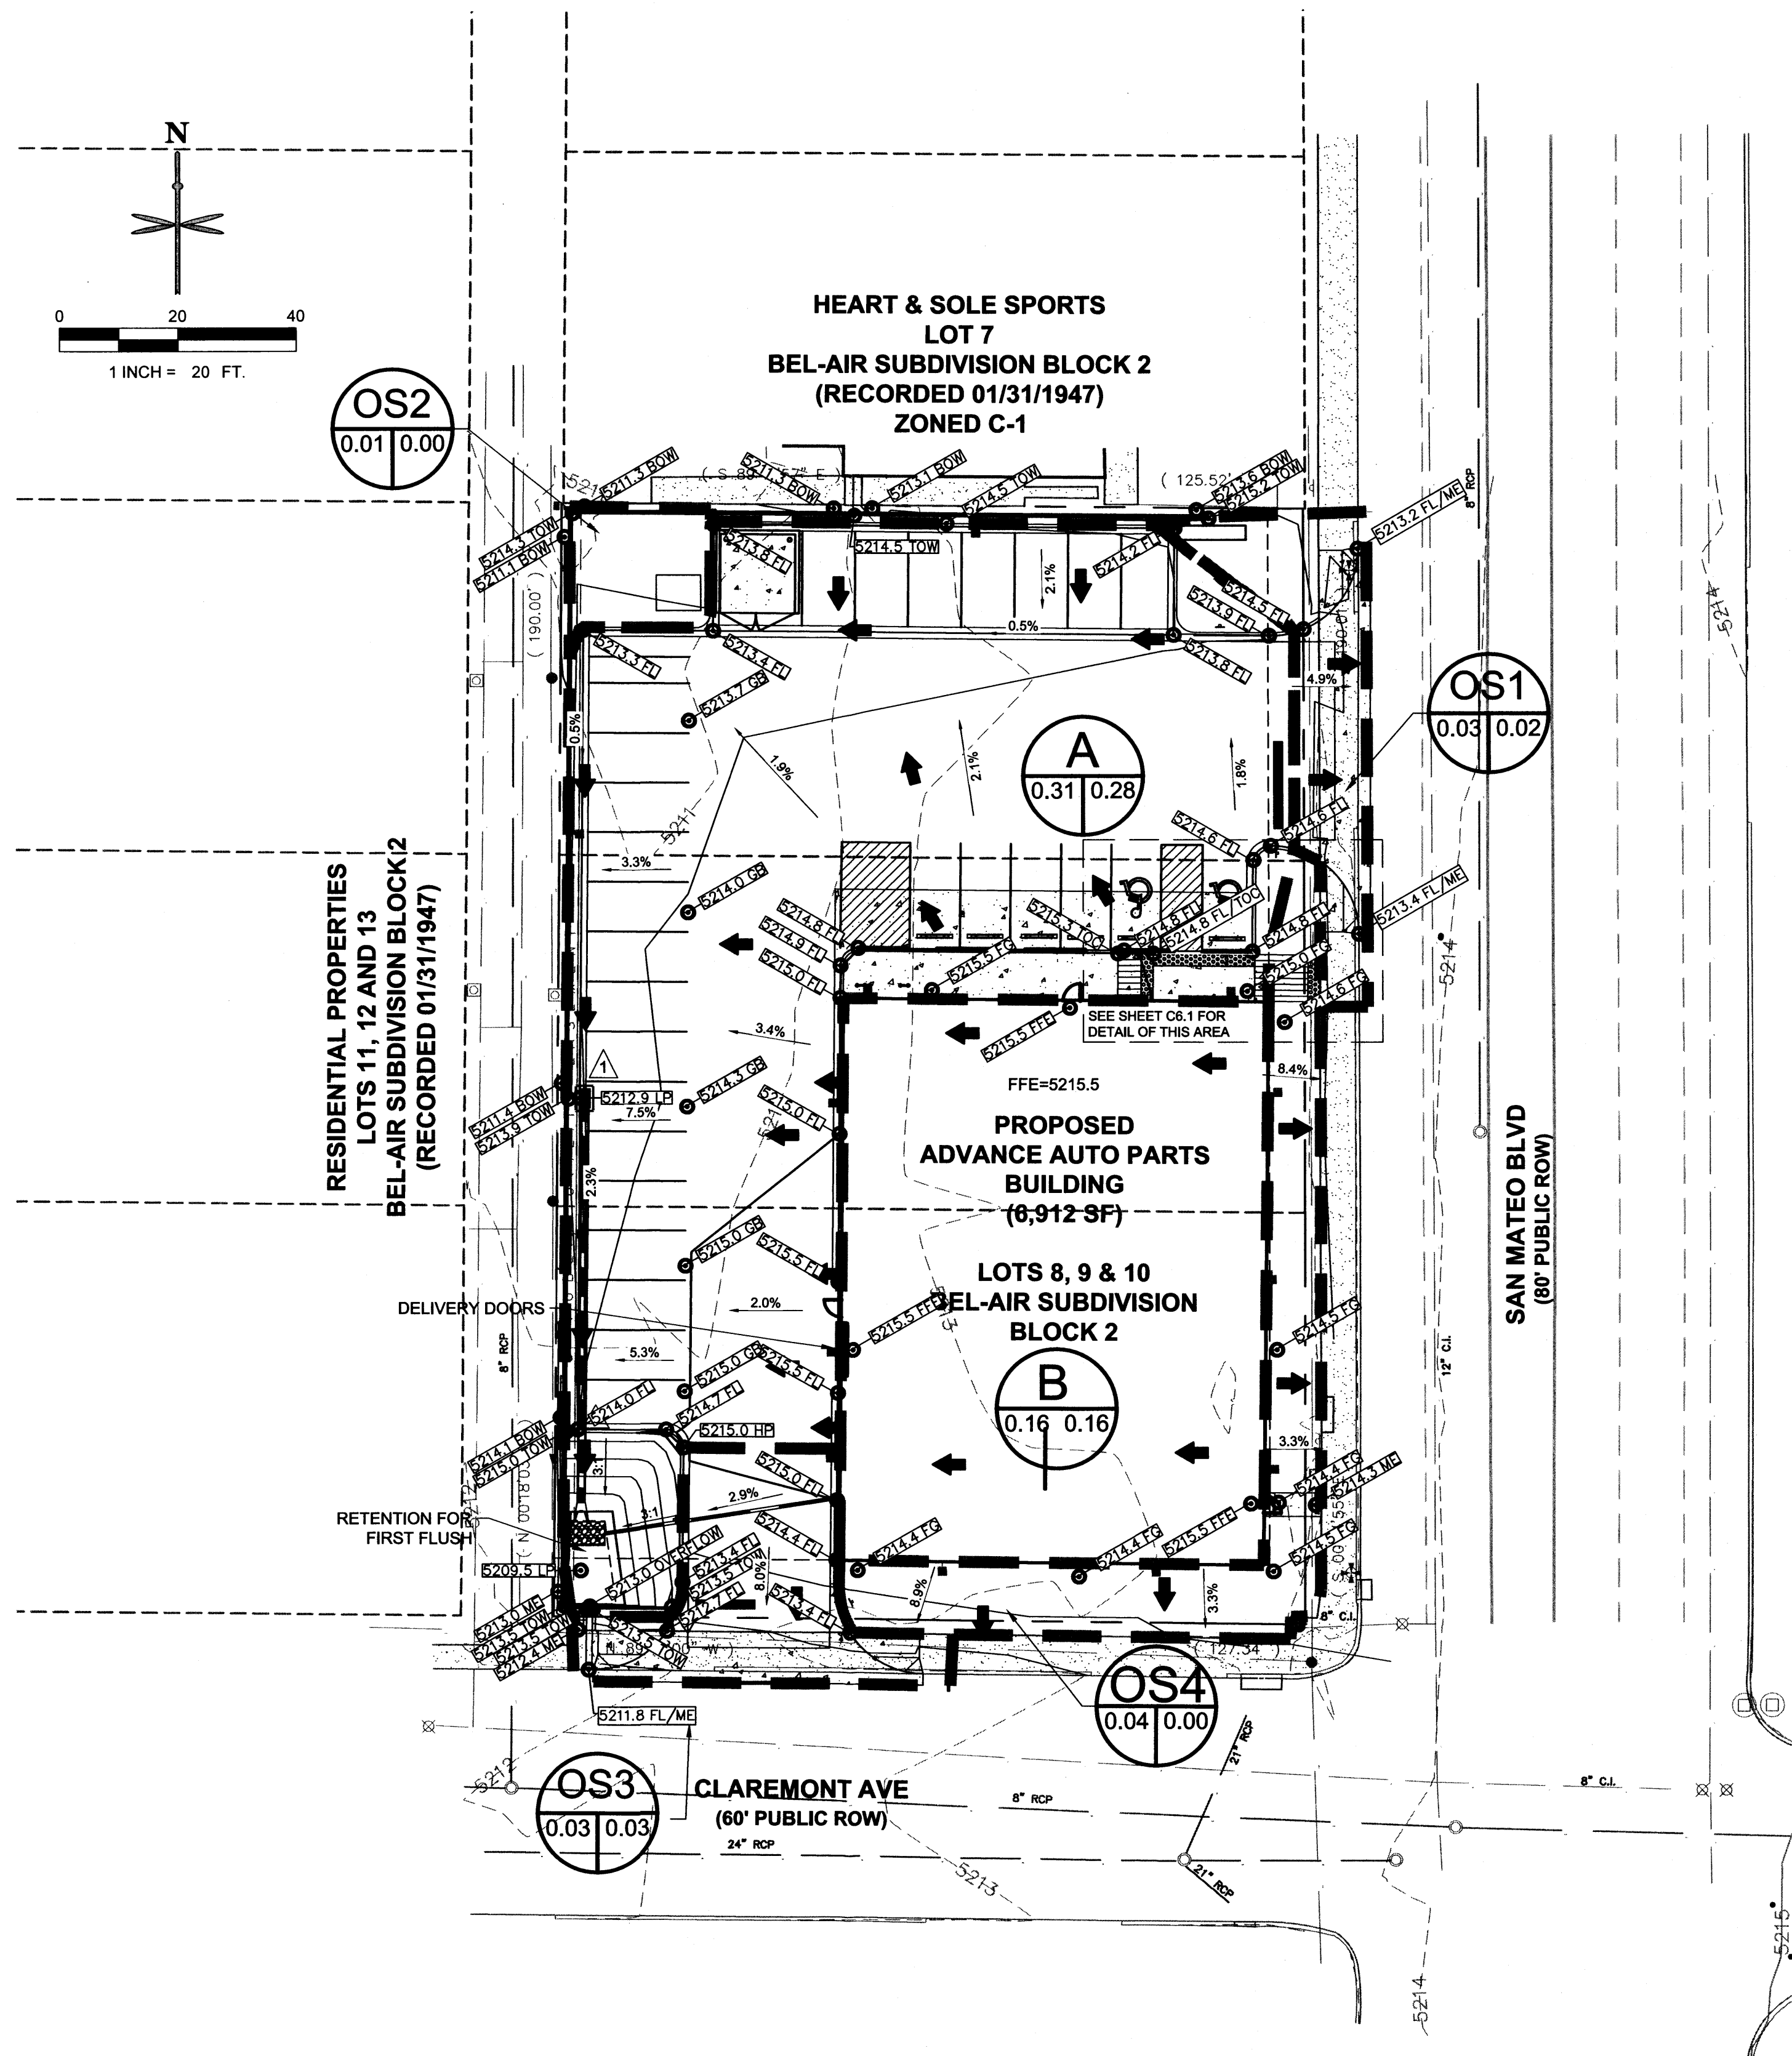 N
0 20 40
1 INCH = 20 FT.
HEART & SOLE SPORTS
LOT 7
BEL-AIR SUBDIVISION BLOCK 2
(RECORDED 01/31/1947)
ZONED C-1
OS2
0.01 0.00
5211.3 BOW
5211.3 BOW
5213.1 BOW
5214.5 TOW
( 125.52'
5213.6 BOW
5215.2 TOW
5213.2 FL/ME
8" RCP
5214.3 TOW
5211.1 BOW
5213.8 FL
5214.5 TOW
2.1%
5214.2 FL
5214.5 FL
5213.9 FL
( 190.00' )
0.5%
5213.3 FL
5213.4 FL
5213.8 FL
4.9%
5214
OS1
0.03 0.02
5213.7 GB
0.5%
1.9%
2.1%
1.8%
A
0.31 0.28
5211
3.3%
5214.6 FL
5214.6 FL
5214.0 GB
5214.8 FL
5214.9 FL
5215.0 FL
5215.5 FG
5215.3 TOC
5214.8 FL
5214.8 FL TOC
5214.8 FL
5215.0 FG
5214.6 FG
5213.4 FL/ME
5214
RESIDENTIAL PROPERTIES
LOTS 11, 12 AND 13
BEL-AIR SUBDIVISION BLOCK 2
(RECORDED 01/31/1947)
3.4%
5215.5 FFE
SEE SHEET C6.1 FOR
DETAIL OF THIS AREA
1
5212.9 LP
7.5%
5214.3 GB
5215.0 FL
FFE=5215.5
8.4%
5211.4 BOW
5213.9 TOW
2.3%
PROPOSED
ADVANCE AUTO PARTS
BUILDING
(6,912 SF)
SAN MATEO BLVD
(80' PUBLIC ROW)
5215.0 GB
5215.5 FL
LOTS 8, 9 & 10
BEL-AIR SUBDIVISION
BLOCK 2
DELIVERY DOORS
2.0%
5215.5 FFE
5214.5 FG
12" C.I.
8" RCP
5.3%
5215.0 GB
5215.5 FL
B
0.16 0.16
5214.0 FL
5214.7 FL
5215.0 HP
5214.1 BOW
5215.0 TOW
3:1
5215.0 FL
3.3%
5214.4 FG
5214.3 ME
2.9%
3:1
RETENTION FOR
FIRST FLUSH
5209.5 LP
5213.0 OVERFLOW
5213.4 FL
5213.5 TOW
5212.7 FL
8.0%
5214.4 FL
5214.4 FG
5214.4 FG
5215.5 FFE
5214.5 FG
5213.4 FL
8.9%
3.3%
8" C.I.
5213.0 ME
5213.5 TOW
5213.5 TOW
5212.4 ME
5213.5 TOW
( 127.34' )
5211.8 FL/ME
OS4
0.04 0.00
21" RCP
5212
OS3
0.03 0.03
CLAREMONT AVE
(60' PUBLIC ROW)
8" RCP
8" C.I.
24" RCP
5213
21" RCP
5214
5215